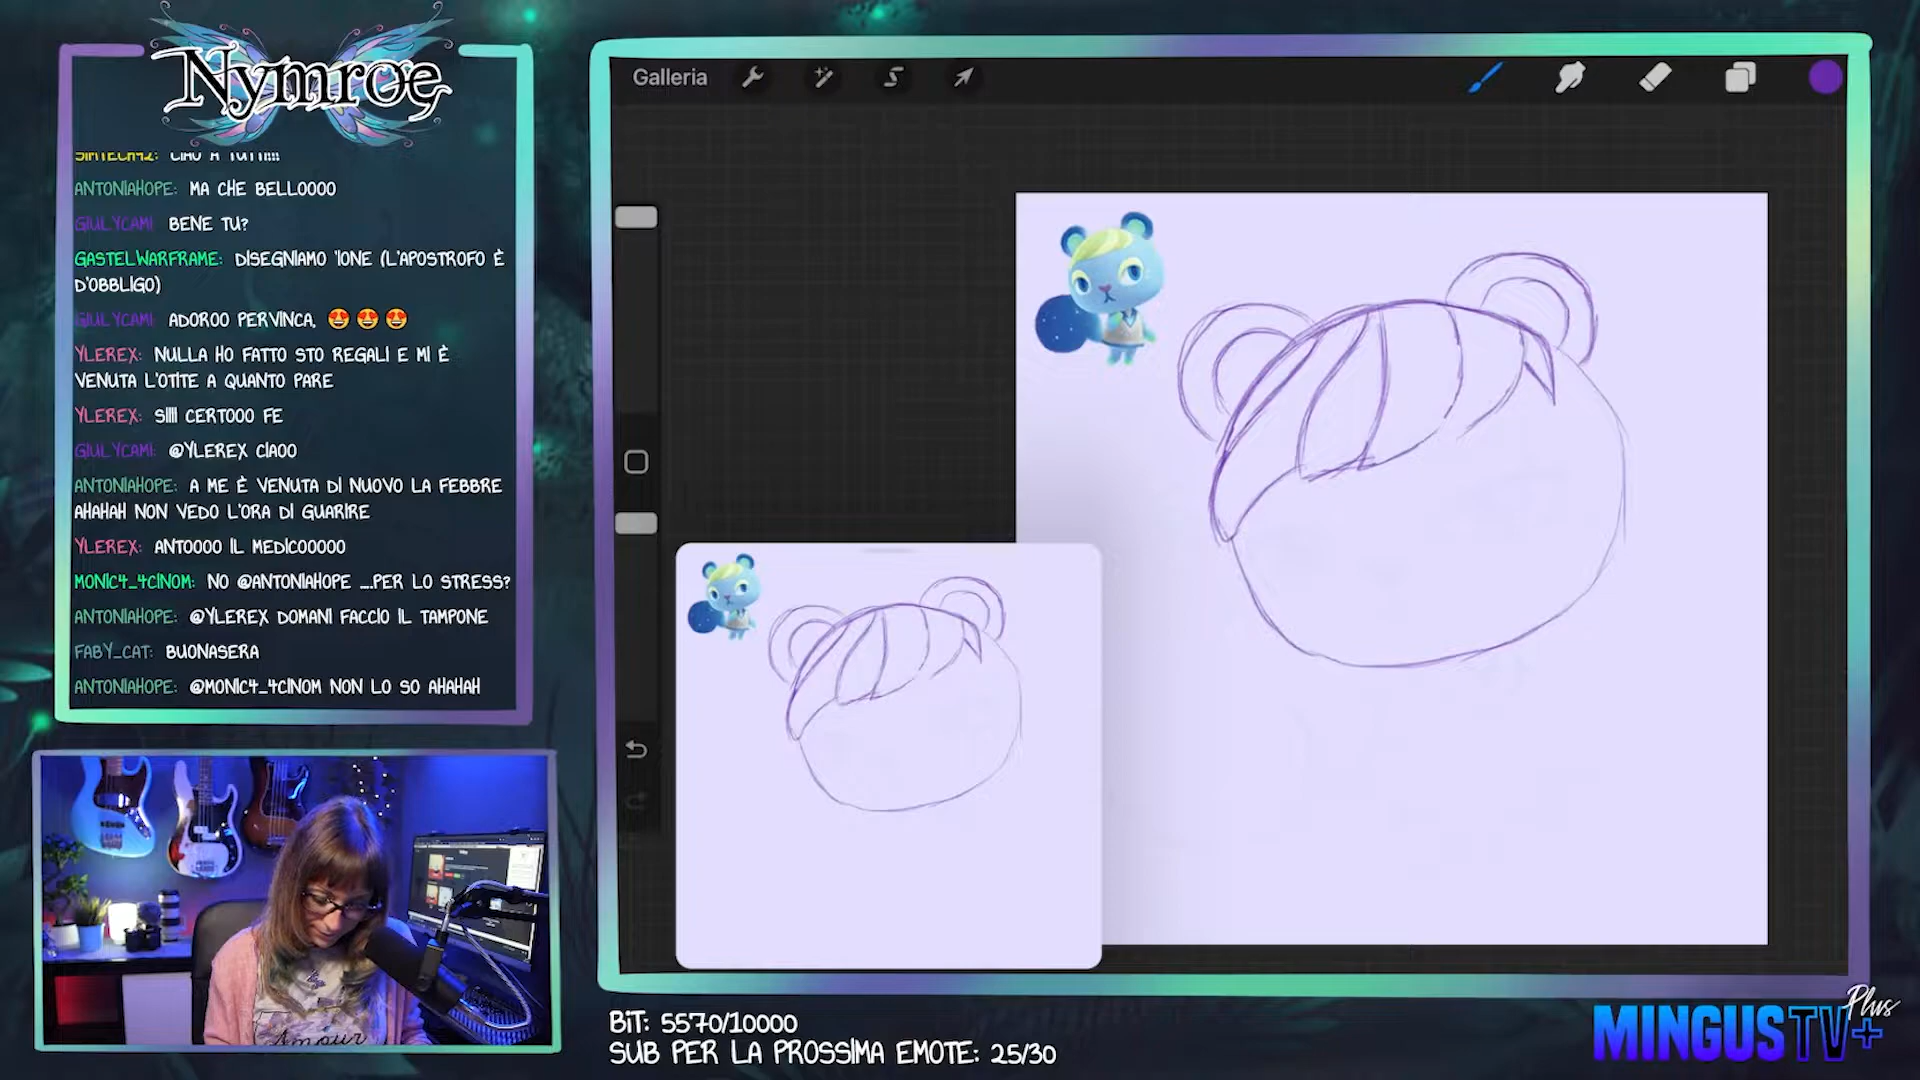 Nymroe
SIMTECH92: CIAO A TUTTI!!!!
ANTONIAHOPE: MA CHE BELLOOOO
GIULYCAMI: BENE TU?
GASTELWARFRAME: DISEGNIAMO 'IONE (L'APOSTROFO È
D'OBBLIGO)
GIULYCAMI: ADOROO PERVINCA, 😍 😍 😍
YLEREX: NULLA HO FATTO STO REGALI E MI È
VENUTA L'OTITE A QUANTO PARE
YLEREX: SIIII CERTOOO FE
GIULYCAMI: @YLEREX CIAOO
ANTONIAHOPE: A ME È VENUTA DI NUOVO LA FEBBRE
AHAHAH NON VEDO L'ORA DI GUARIRE
YLEREX: ANTOOOO IL MEDICOOOOO
MONIC4_4CINOM: NO @ANTONIAHOPE ....PER LO STRESS?
ANTONIAHOPE: @YLEREX DOMANI FACCIO IL TAMPONE
FABY_CAT: BUONASERA
ANTONIAHOPE: @MONIC4_4CINOM NON LO SO AHAHAH
Galleria
Amour
BIT: 5570/10000
SUB PER LA PROSSIMA EMOTE: 25/30
MINGUSTV+
Plus